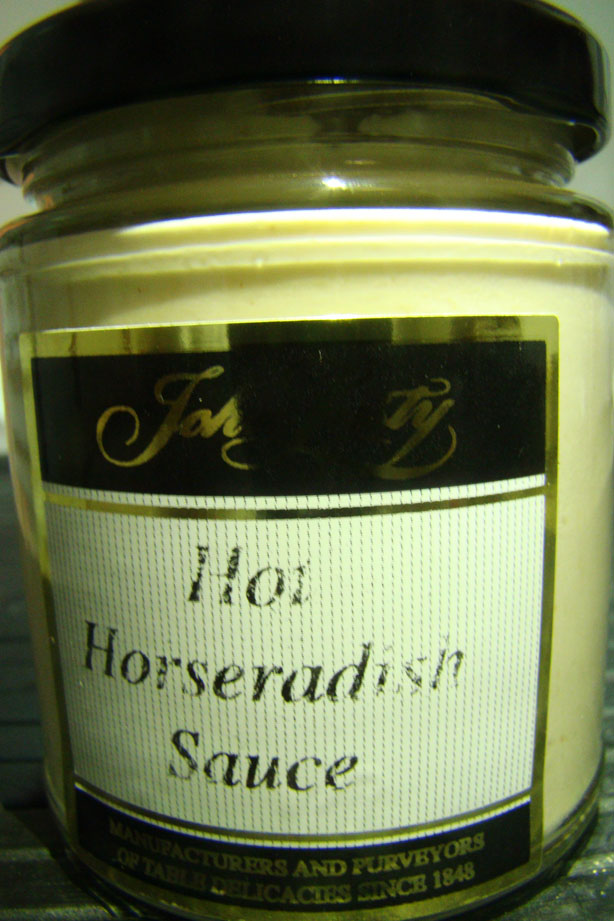 Hot
Horseradish
Sauce
MANUFACTURERS AND PURVEYORS
OF TABLE DELICACIES SINCE 1848